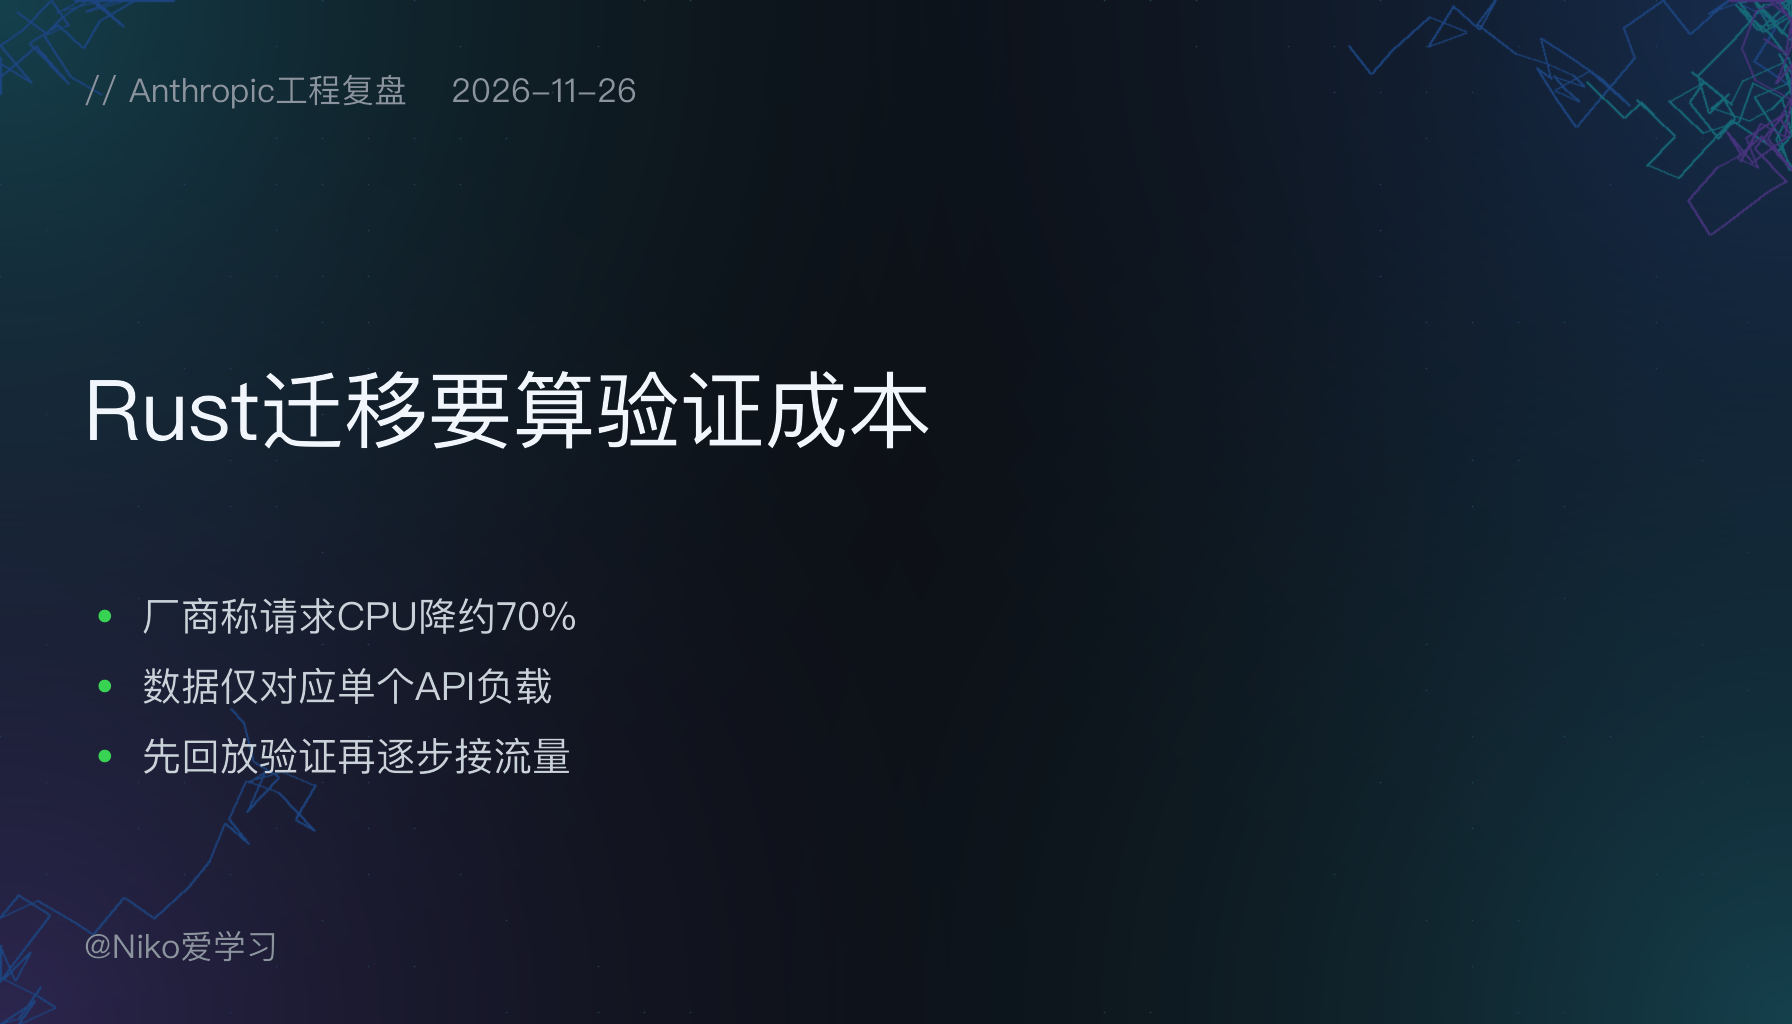 // Anthropic工程复盘 2026-11-26
Rust迁移要算验证成本
• 厂商称请求CPU降约70%
• 数据仅对应单个API负载
• 先回放验证再逐步接流量
@Niko爱学习